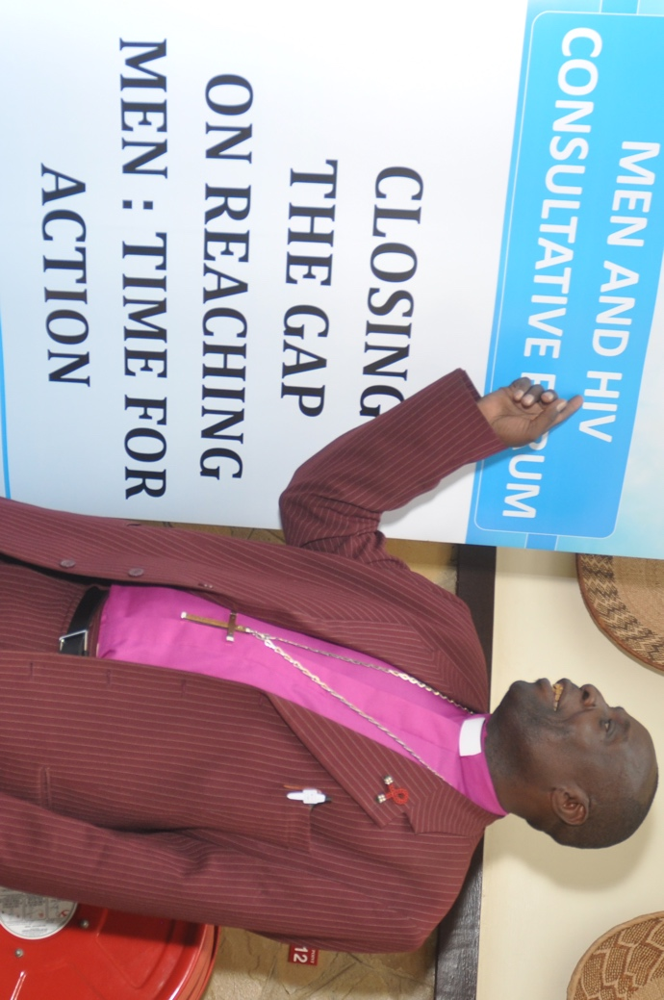 MEN AND HIV
CONSULTATIVE FORUM
CLOSING
THE GAP
ON REACHING
MEN : TIME FOR
ACTION
12